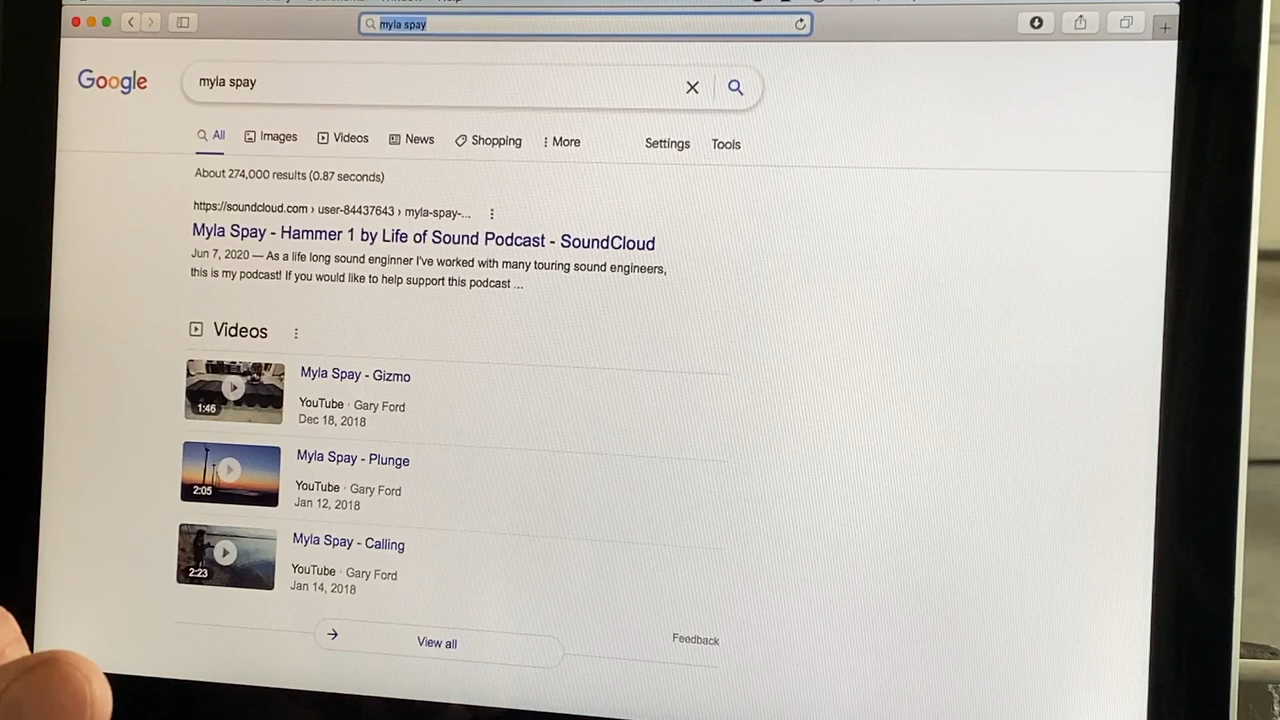 myla spay
Google
myla spay
All Images Videos News Shopping More Settings Tools
About 274,000 results (0.87 seconds)
https://soundcloud.com › user-84437643 › myla-spay-...
Myla Spay - Hammer 1 by Life of Sound Podcast - SoundCloud
Jun 7, 2020 — As a life long sound enginner I've worked with many touring sound engineers,
this is my podcast! If you would like to help support this podcast ...
Videos
1:46
Myla Spay - Gizmo
YouTube · Gary Ford
Dec 18, 2018
2:05
Myla Spay - Plunge
YouTube · Gary Ford
Jan 12, 2018
2:23
Myla Spay - Calling
YouTube · Gary Ford
Jan 14, 2018
View all
Feedback